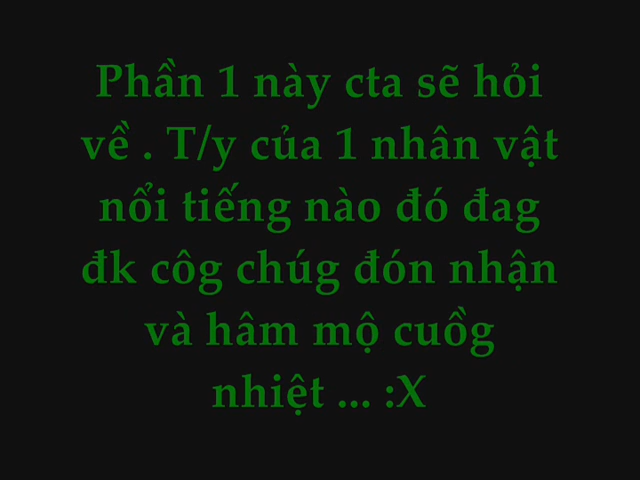 Phần 1 này cta sẽ hỏi
về . T/y của 1 nhân vật
nổi tiếng nào đó đag
đk côg chúg đón nhận
và hâm mộ cuồg
nhiệt ... :X